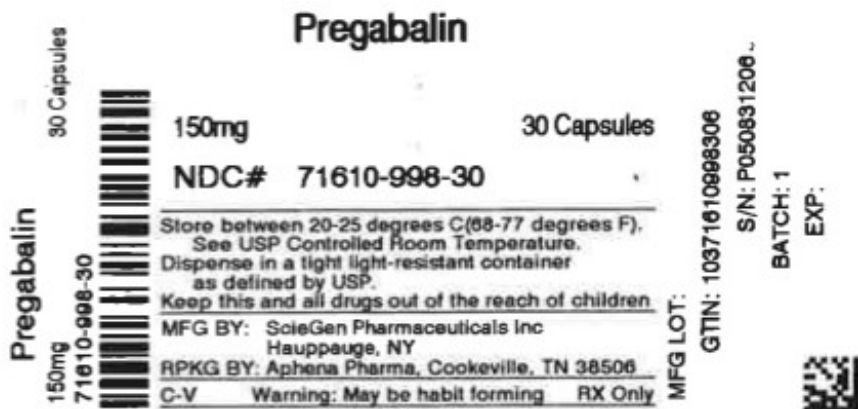 Pregabalin
150mg 30 Capsules
NDC# 71610-998-30
Store between 20-25 degrees C(68-77 degrees F).
See USP Controlled Room Temperature.
Dispense in a tight light-resistant container
as defined by USP.
Keep this and all drugs out of the reach of children
MFG BY: ScieGen Pharmaceuticals Inc
Hauppauge, NY
RPKG BY: Aphena Pharma, Cookeville, TN 38506
C-V Warning: May be habit forming RX Only
Pregabalin
150mg 30 Capsules
71610-998-30
MFG LOT:
GTIN: 10371610998306
S/N: P050831206
BATCH: 1
EXP: